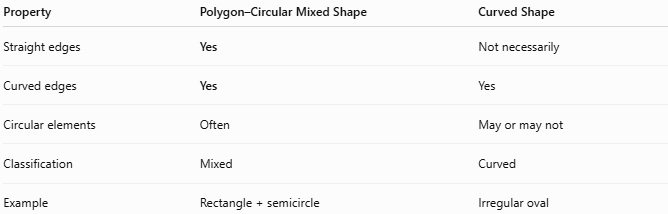 Property Polygon–Circular Mixed Shape Curved Shape
Straight edges Yes Not necessarily
Curved edges Yes Yes
Circular elements Often May or may not
Classification Mixed Curved
Example Rectangle + semicircle Irregular oval